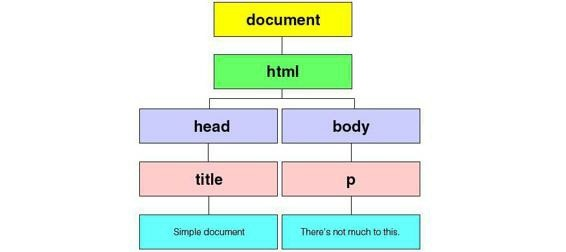 document
html
head
body
title
p
Simple document
There's not much to this.